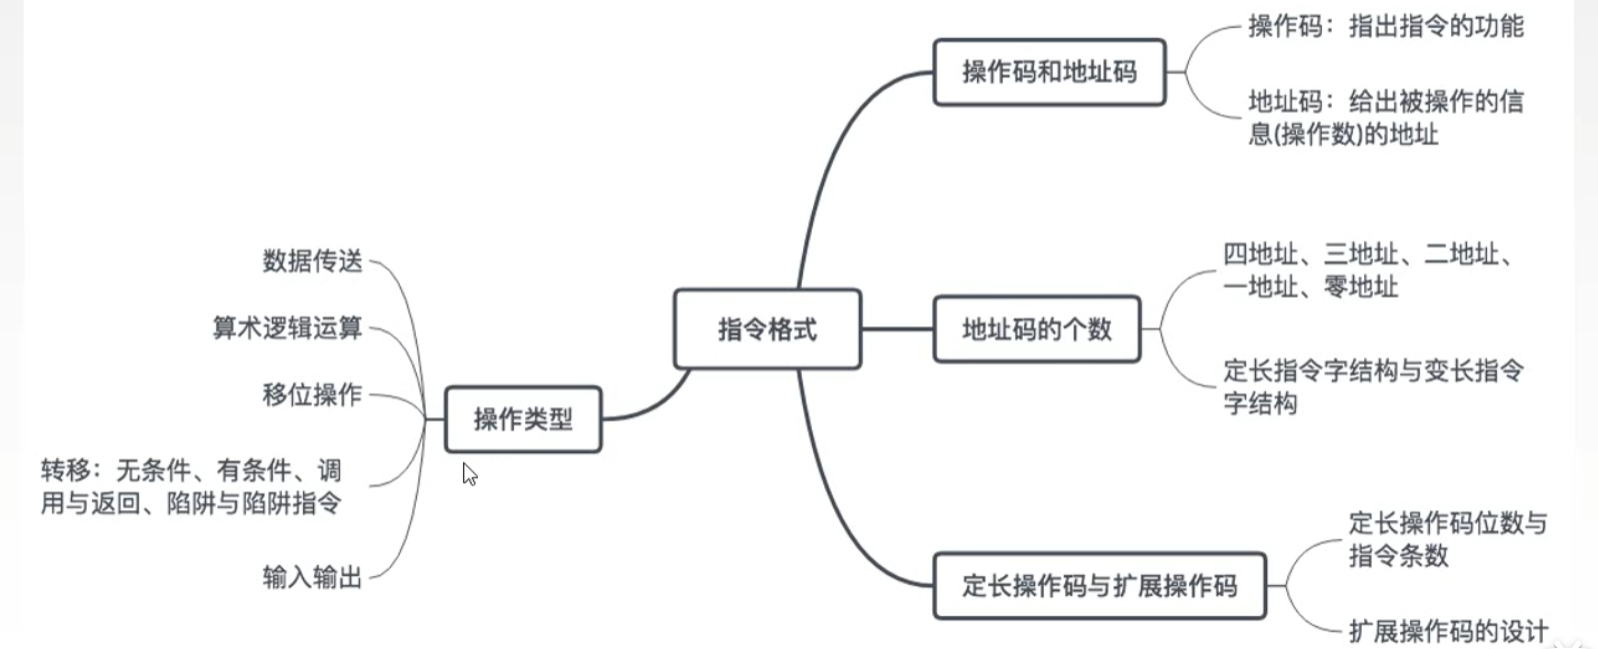 操作码和地址码
操作码：指出指令的功能
地址码：给出被操作的信
息(操作数)的地址
指令格式
地址码的个数
四地址、三地址、二地址、
一地址、零地址
定长指令字结构与变长指令
字结构
定长操作码与扩展操作码
定长操作码位数与
指令条数
扩展操作码的设计
操作类型
数据传送
算术逻辑运算
移位操作
转移：无条件、有条件、调
用与返回、陷阱与陷阱指令
输入输出